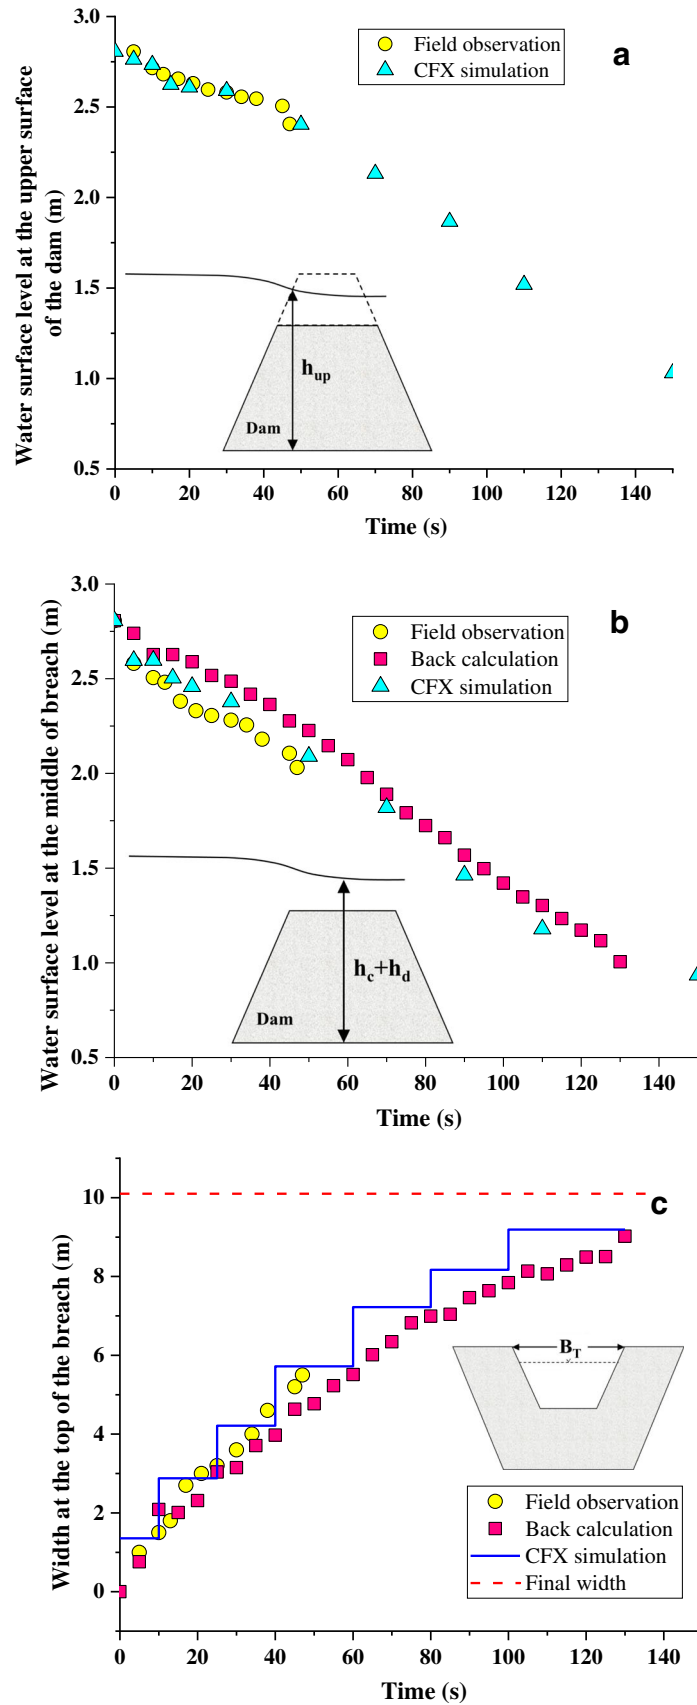 a
Field observation
CFX simulation
Water surface level at the upper surface
of the dam (m)
3.0
2.5
2.0
1.5
1.0
0.5
h_up
Dam
0 20 40 60 80 100 120 140
Time (s)
b
Field observation
Back calculation
CFX simulation
Water surface level at the middle of breach (m)
3.0
2.5
2.0
1.5
1.0
0.5
h_c+h_d
Dam
0 20 40 60 80 100 120 140
Time (s)
c
Width at the top of the breach (m)
10
8
6
4
2
0
B_T
Field observation
Back calculation
CFX simulation
Final width
0 20 40 60 80 100 120 140
Time (s)